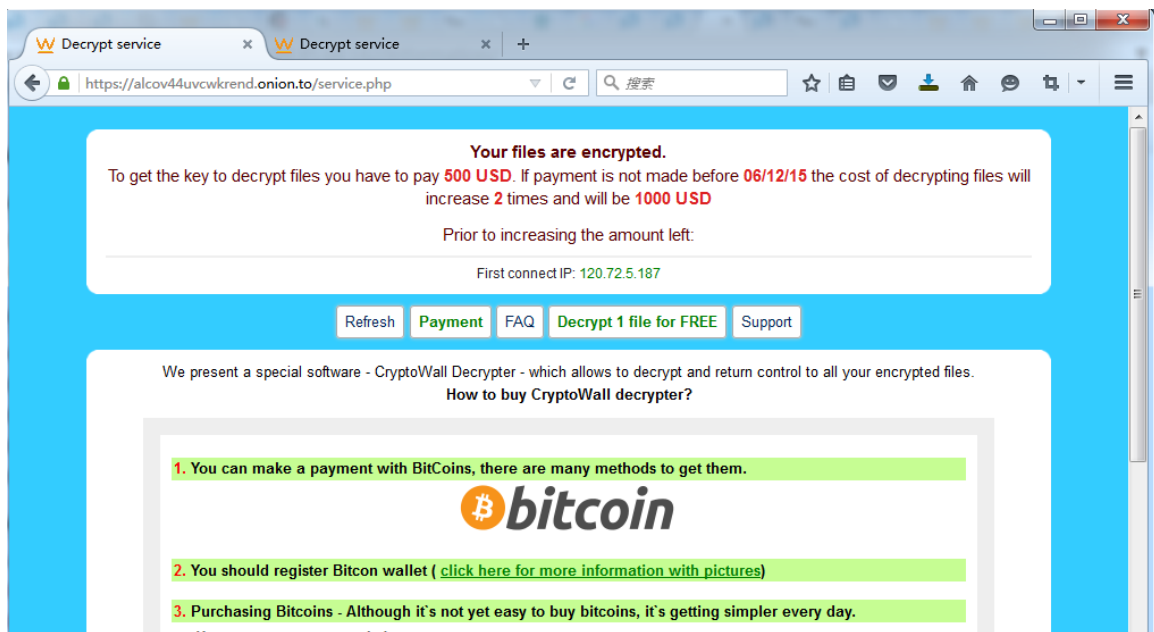 Decrypt service
Decrypt service
https://alcov44uvcwkrend.onion.to/service.php
搜索
Your files are encrypted.
To get the key to decrypt files you have to pay 500 USD. If payment is not made before 06/12/15 the cost of decrypting files will
increase 2 times and will be 1000 USD
Prior to increasing the amount left:
First connect IP: 120.72.5.187
Refresh Payment FAQ Decrypt 1 file for FREE Support
We present a special software - CryptoWall Decrypter - which allows to decrypt and return control to all your encrypted files.
How to buy CryptoWall decrypter?
1. You can make a payment with BitCoins, there are many methods to get them.
bitcoin
2. You should register Bitcon wallet ( click here for more information with pictures)
3. Purchasing Bitcoins - Although it`s not yet easy to buy bitcoins, it`s getting simpler every day.